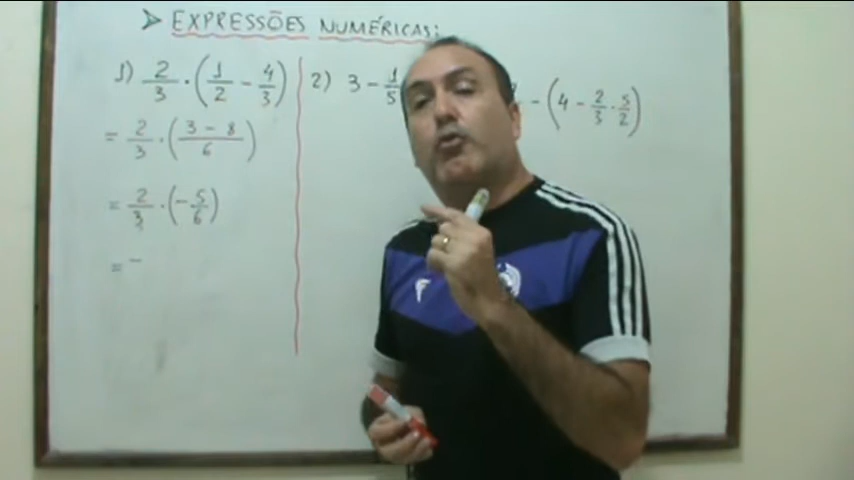 ➤ EXPRESSÕES NUMÉRICAS:
1) 2/3 · (1/2 - 4/3)
= 2/3 · ((3 - 8)/6)
= 2/3 · (-5/6)
= -
2) 3 - 1/5
- (4 - 2/3 · 5/2)